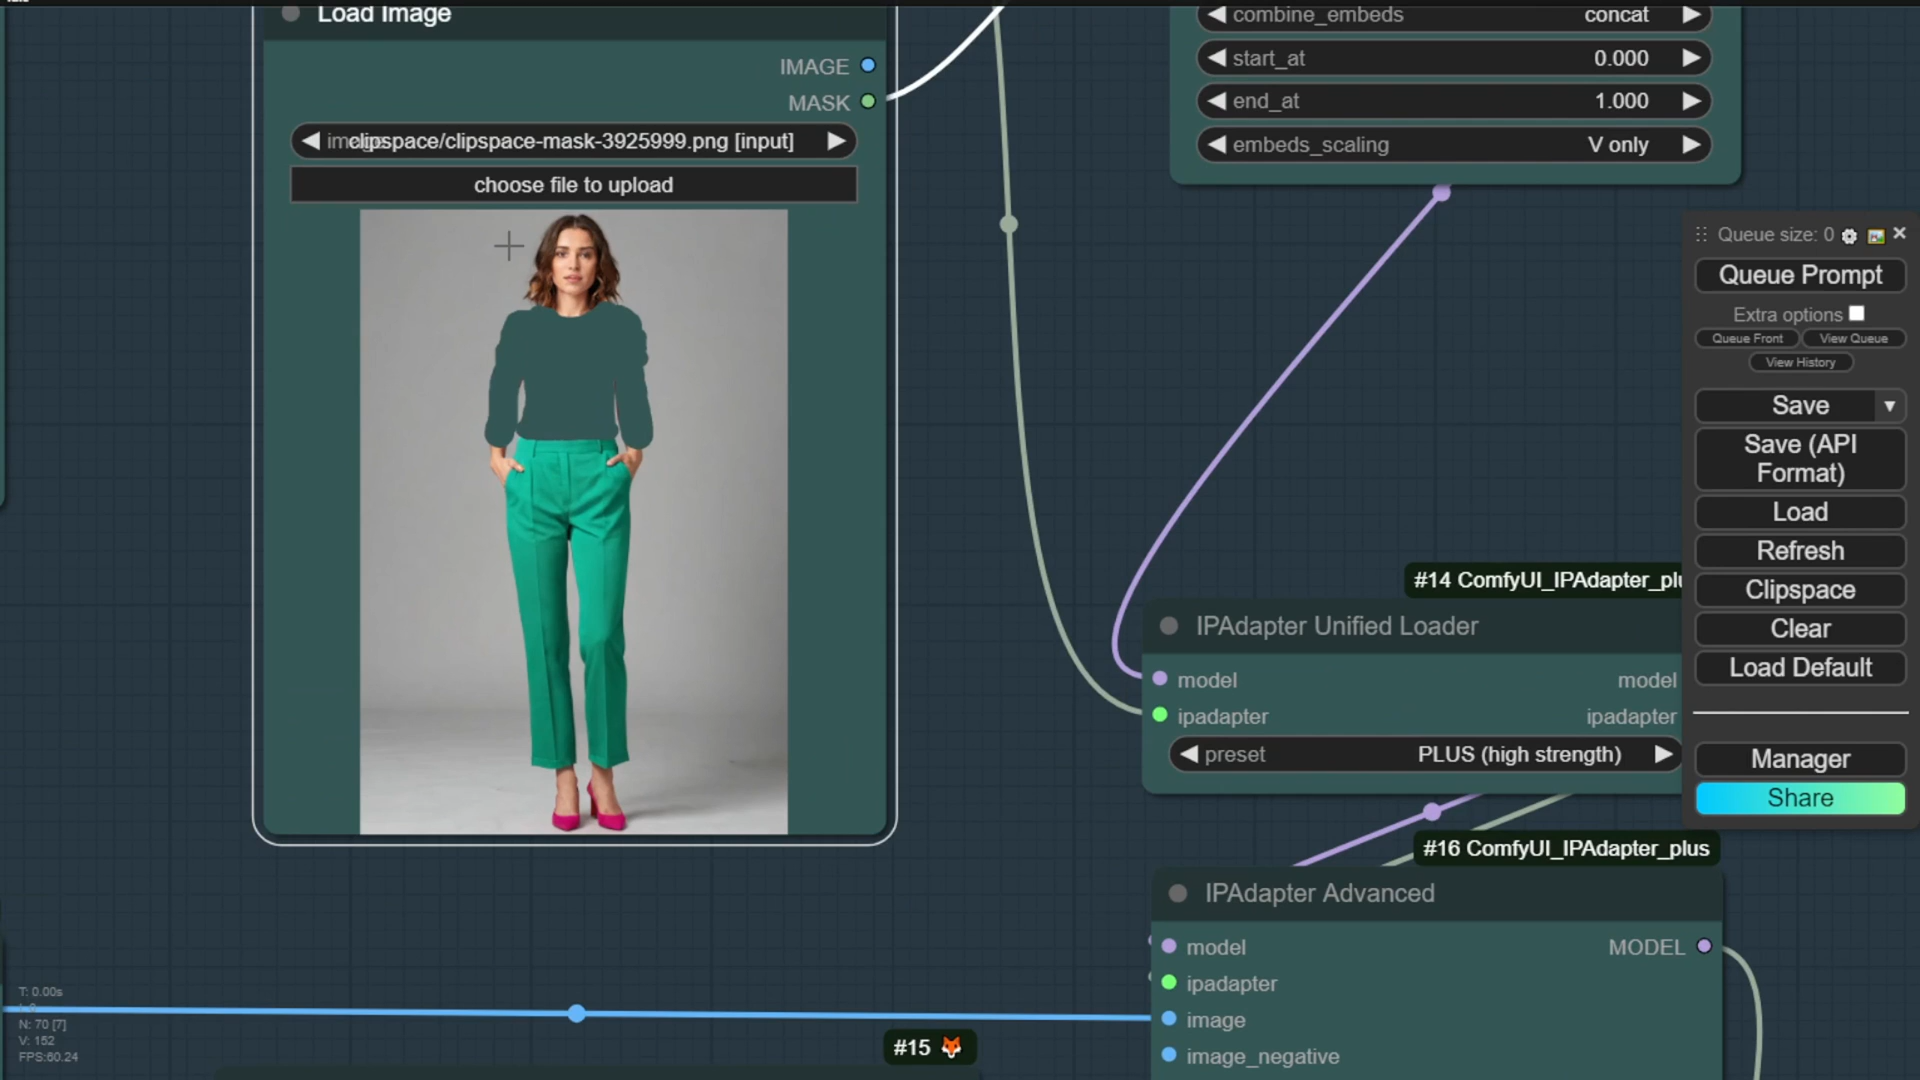 Load Image
IMAGE
MASK
clipspace/clipspace-mask-3925999.png [input]
choose file to upload
combine_embeds concat
start_at 0.000
end_at 1.000
embeds_scaling V only
Queue size: 0
Queue Prompt
Extra options
Queue Front View Queue
View History
Save
Save (API
Format)
Load
Refresh
Clipspace
Clear
Load Default
Manager
Share
#14 ComfyUI_IPAdapter_plu
IPAdapter Unified Loader
model model
ipadapter ipadapter
preset PLUS (high strength)
#16 ComfyUI_IPAdapter_plus
IPAdapter Advanced
model MODEL
ipadapter
image
image_negative
#15
T: 0.00s
N: 70 [7]
V: 152
FPS:60.24